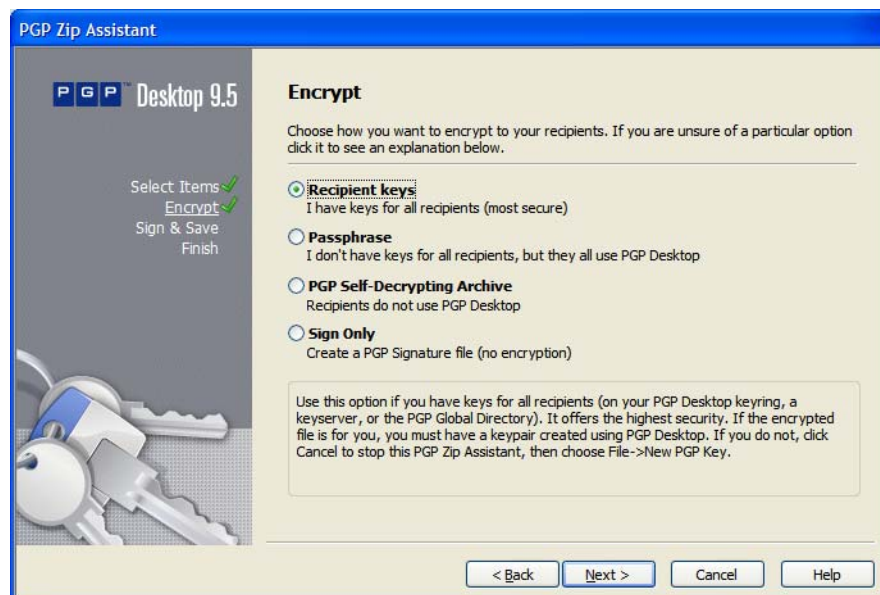 PGP Zip Assistant
PGP™ Desktop 9.5
Select Items
Encrypt
Sign & Save
Finish
Encrypt
Choose how you want to encrypt to your recipients. If you are unsure of a particular option
click it to see an explanation below.
Recipient keys
I have keys for all recipients (most secure)
Passphrase
I don't have keys for all recipients, but they all use PGP Desktop
PGP Self-Decrypting Archive
Recipients do not use PGP Desktop
Sign Only
Create a PGP Signature file (no encryption)
Use this option if you have keys for all recipients (on your PGP Desktop keyring, a
keyserver, or the PGP Global Directory). It offers the highest security. If the encrypted
file is for you, you must have a keypair created using PGP Desktop. If you do not, click
Cancel to stop this PGP Zip Assistant, then choose File->New PGP Key.
< Back
Next >
Cancel
Help